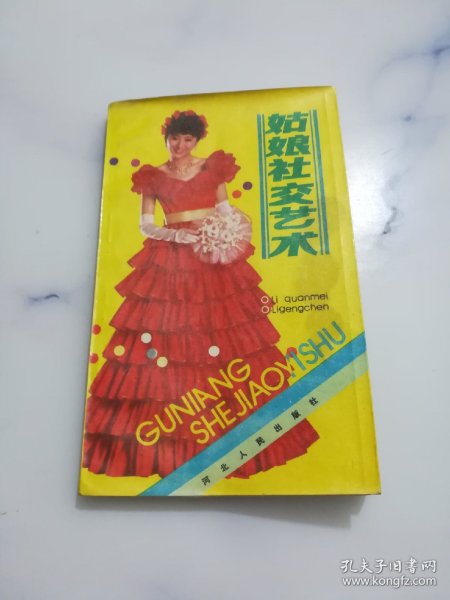 姑娘社交艺术
Li quanmei
Ligengchen
GUNIANG
SHEJIAOYISHU
河北人民出版社
孔夫子旧书网
www.kongfz.com